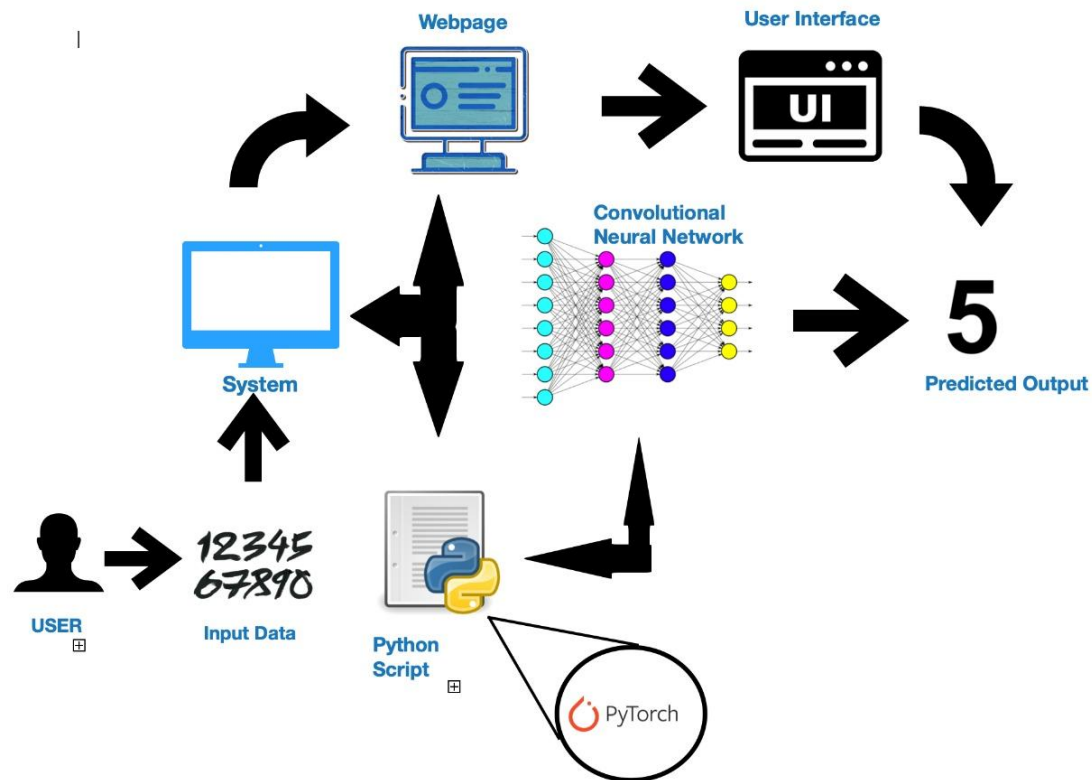 Webpage
User Interface
UI
Convolutional
Neural Network
System
5
Predicted Output
12345
67890
USER
Input Data
Python
Script
PyTorch